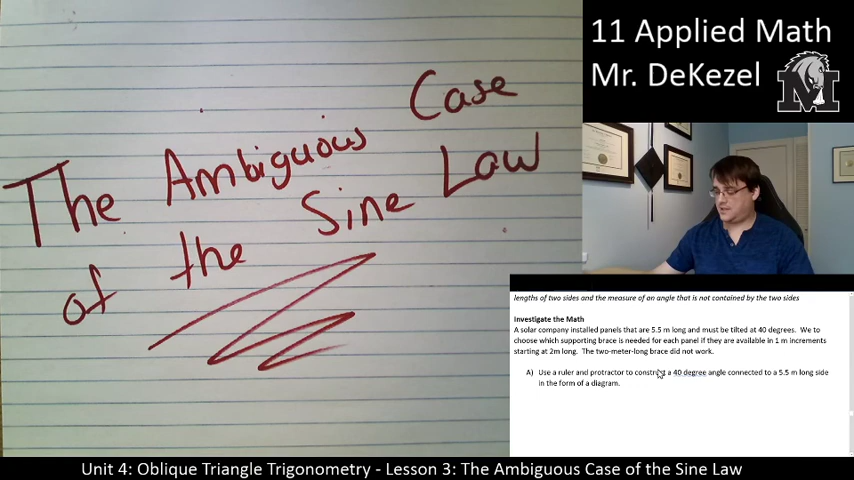 The Ambiguous Case
of the Sine Law
11 Applied Math
Mr. DeKezel
M
lengths of two sides and the measure of an angle that is not contained by the two sides
Investigate the Math
A solar company installed panels that are 5.5 m long and must be tilted at 40 degrees. We to
choose which supporting brace is needed for each panel if they are available in 1 m increments
starting at 2m long. The two-meter-long brace did not work.
A) Use a ruler and protractor to construct a 40 degree angle connected to a 5.5 m long side
in the form of a diagram.
Unit 4: Oblique Triangle Trigonometry - Lesson 3: The Ambiguous Case of the Sine Law